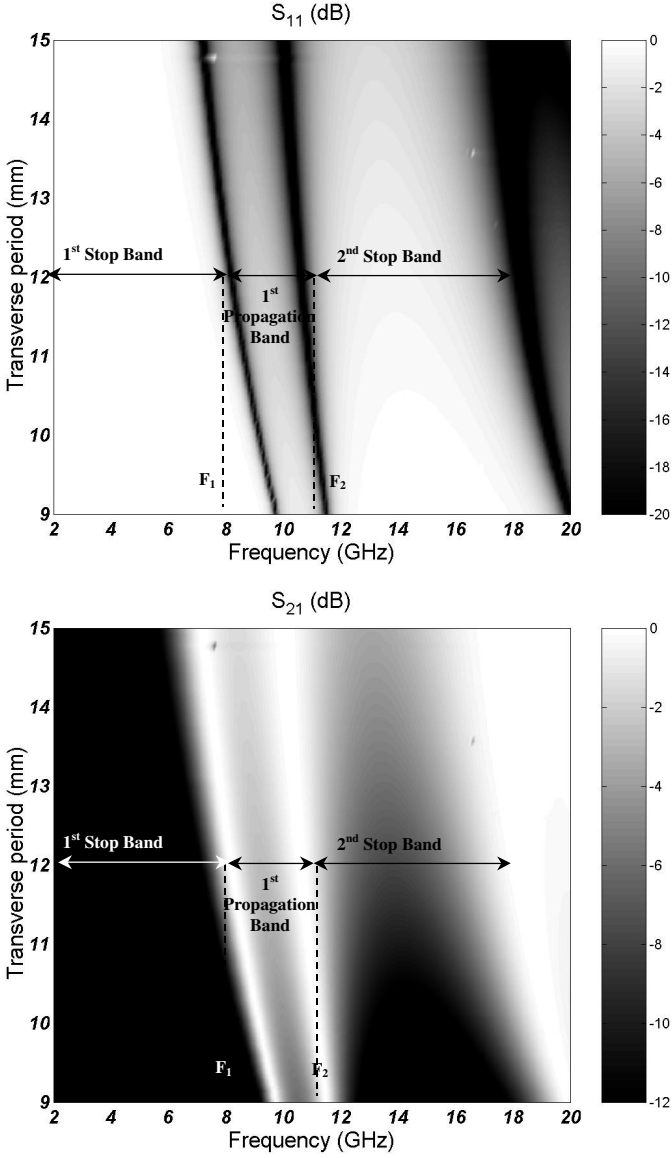 S11 (dB)
15
14
13
12
11
10
9
Transverse period (mm)
1st Stop Band
1st
Propagation
Band
2nd Stop Band
F1
F2
2 4 6 8 10 12 14 16 18 20
Frequency (GHz)
0
-2
-4
-6
-8
-10
-12
-14
-16
-18
-20
S21 (dB)
15
14
13
12
11
10
9
Transverse period (mm)
1st Stop Band
1st
Propagation
Band
2nd Stop Band
F1
F2
2 4 6 8 10 12 14 16 18 20
Frequency (GHz)
0
-2
-4
-6
-8
-10
-12